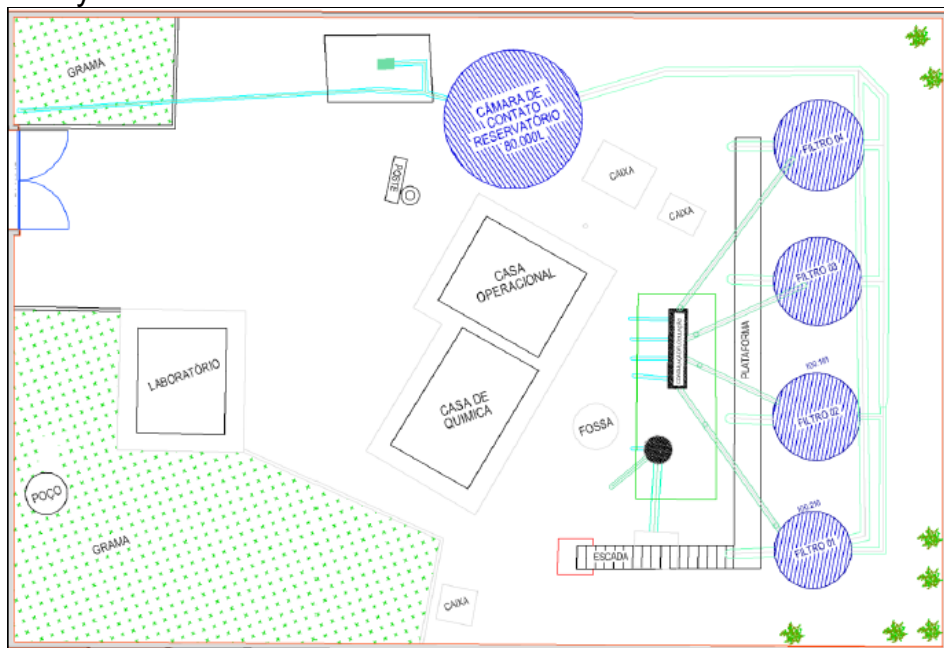 GRAMA
CÂMARA DE
CONTATO
RESERVATÓRIO
80.000L
FILTRO 04
POSTE
CAIXA
CAIXA
CASA
OPERACIONAL
FILTRO 03
PLATAFORMA
LABORATÓRIO
CASA DE
QUIMICA
FILTRO 02
FOSSA
POÇO
GRAMA
ESCADA
FILTRO 01
CAIXA